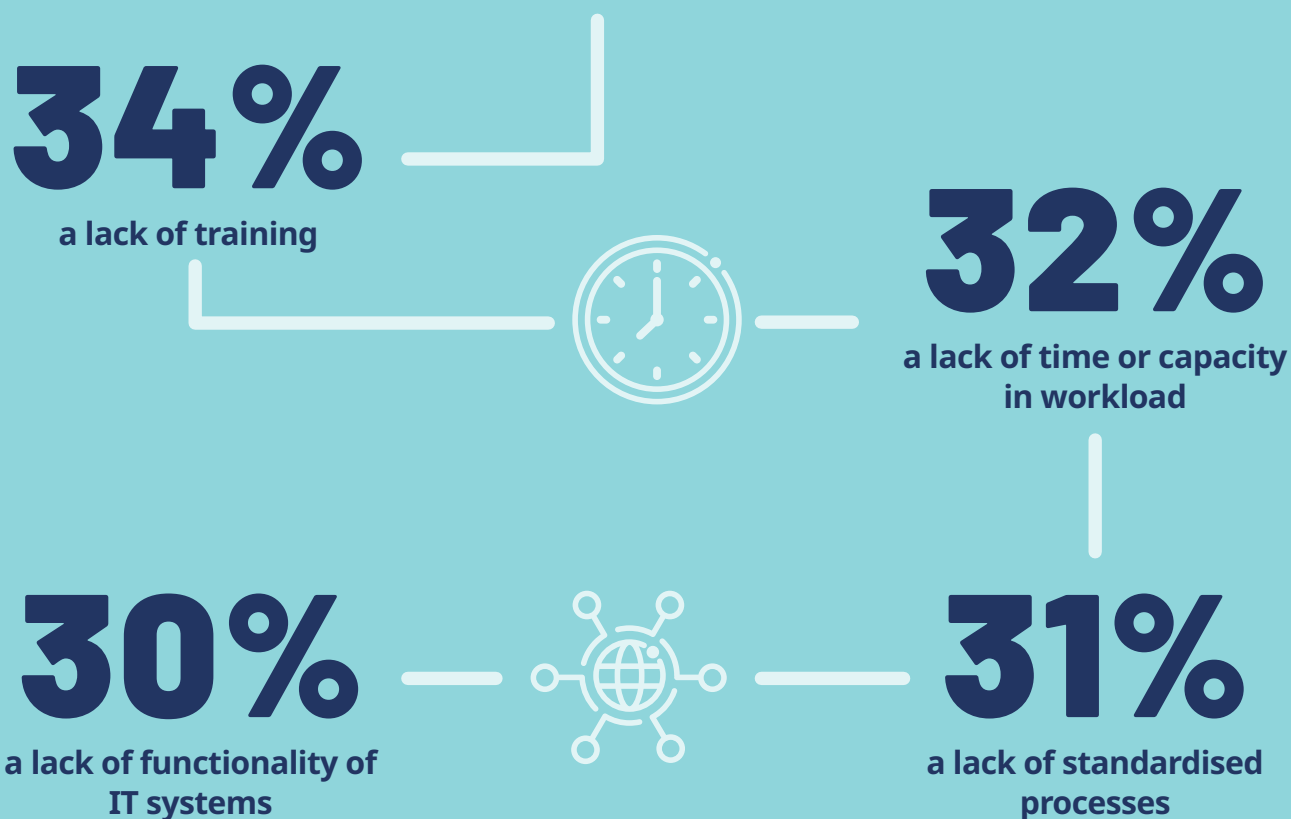 34%
a lack of training
32%
a lack of time or capacity
in workload
31%
a lack of standardised
processes
30%
a lack of functionality of
IT systems